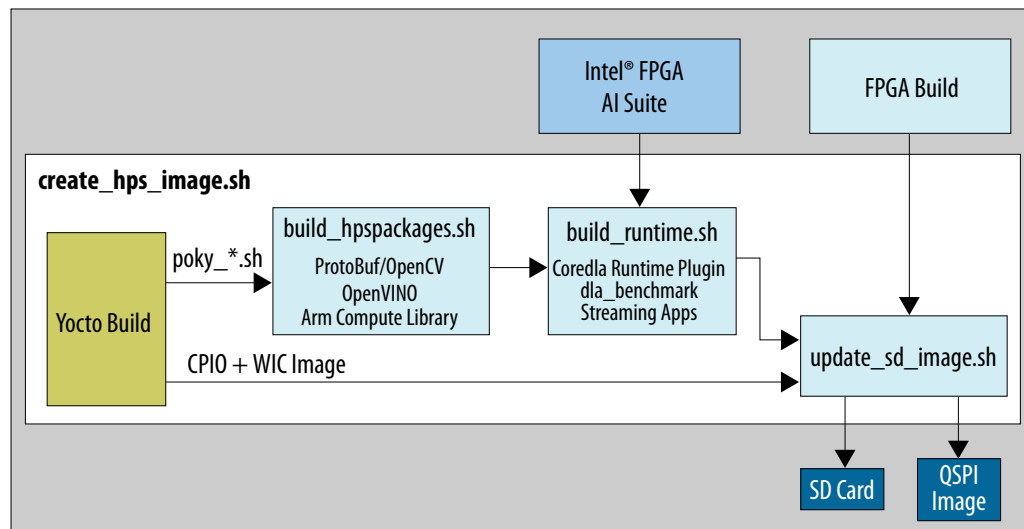 Intel® FPGA
AI Suite
FPGA Build
create_hps_image.sh
build_hpspackages.sh
ProtoBuf/OpenCV
OpenVINO
Arm Compute Library
build_runtime.sh
Coredla Runtime Plugin
dla_benchmark
Streaming Apps
poky_*.sh
Yocto Build
CPIO + WIC Image
update_sd_image.sh
SD Card
QSPI
Image